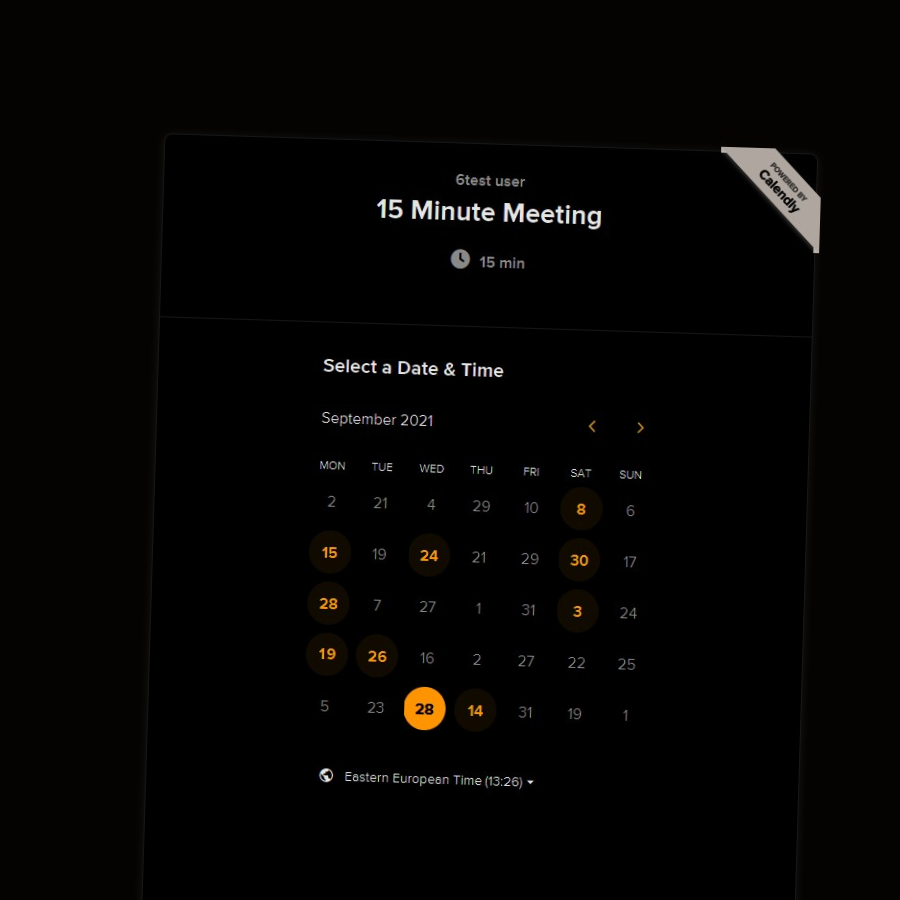 POWERED BY
Calendly
6test user
15 Minute Meeting
15 min
Select a Date & Time
September 2021
MON TUE WED THU FRI SAT SUN
2 21 4 29 10 8 6
15 19 24 21 29 30 17
28 7 27 1 31 3 24
19 26 16 2 27 22 25
5 23 28 14 31 19 1
Eastern European Time (13:26)